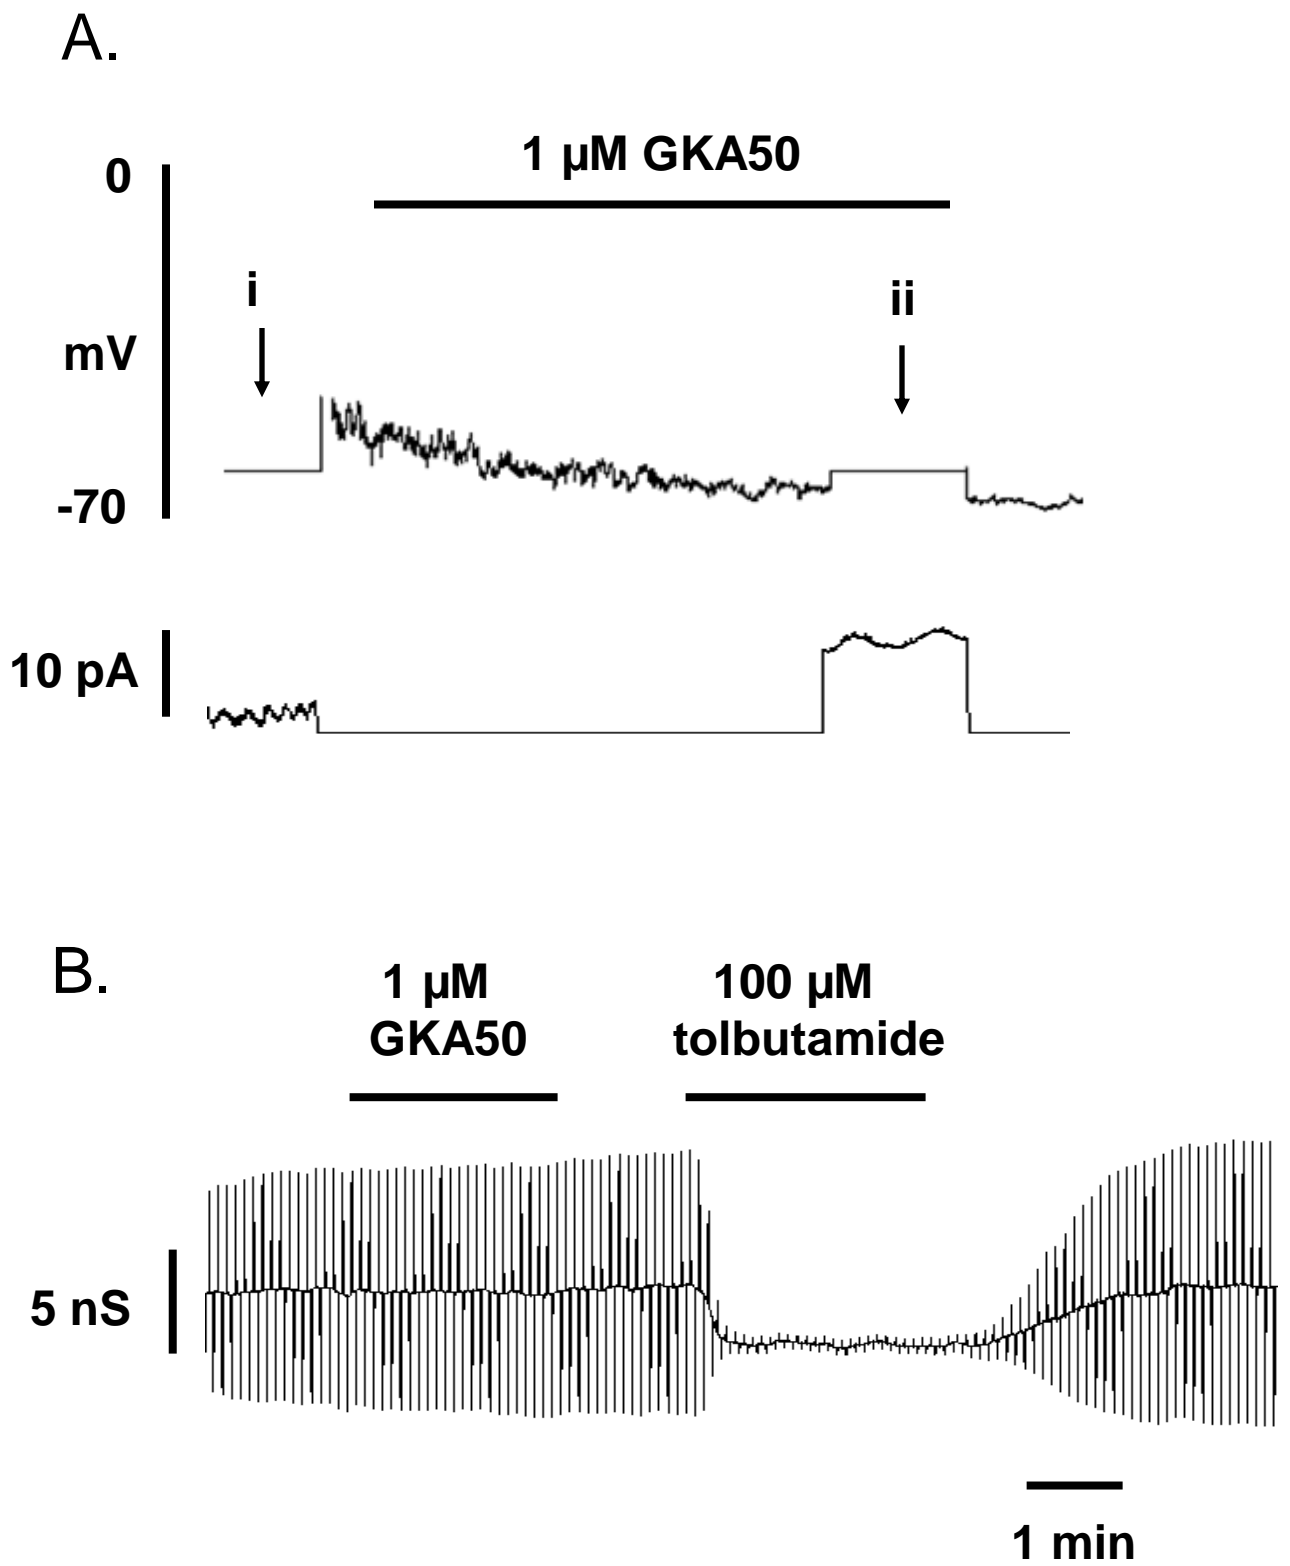 A.
1 µM GKA50
0
i
ii
mV
-70
10 pA
B.
1 µM
GKA50
100 µM
tolbutamide
5 nS
1 min